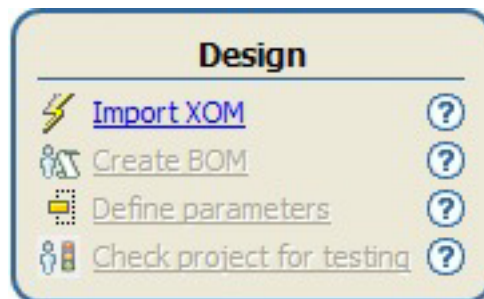 Design
Import XOM ?
Create BOM ?
Define parameters ?
Check project for testing ?